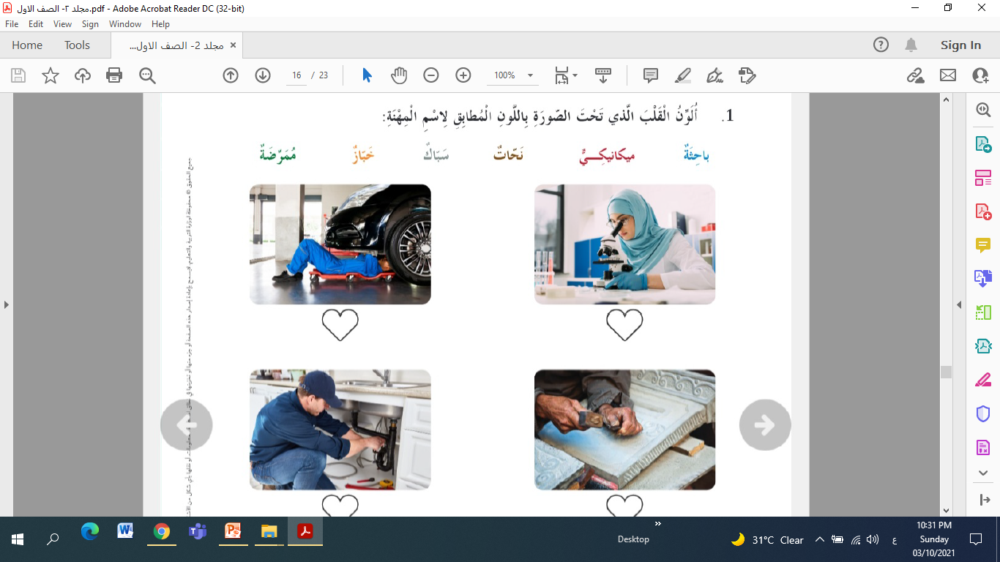 مجلد ٢- الصف الاول.pdf - Adobe Acrobat Reader DC (32-bit)
File Edit View Sign Window Help
Home Tools مجلد 2- الصف الاول... × Sign In
16 / 23 100%
1. أُلَوِّنُ الْقَلْبَ الَّذي تَحْتَ الصّورَةِ بِاللَّونِ الْمُطابِقِ لِاسْمِ الْمِهْنَةِ:
باحِثَةٌ ميكانيكِـــيٌّ نَحّاتٌ سَبّاكٌ خَبّازٌ مُمَرِّضَةٌ
Desktop
31°C Clear
ع
10:31 PM
Sunday
03/10/2021